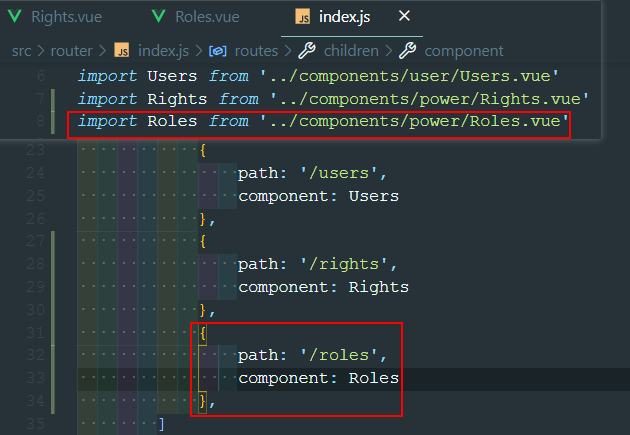 Rights.vue Roles.vue JS index.js ×
src > router > JS index.js > routes > children > component
6 import Users from '../components/user/Users.vue'
7 import Rights from '../components/power/Rights.vue'
8 import Roles from '../components/power/Roles.vue'
23 {
24 path: '/users',
25 component: Users
26 },
27 {
28 path: '/rights',
29 component: Rights
30 },
31 {
32 path: '/roles',
33 component: Roles
34 },
35 ]